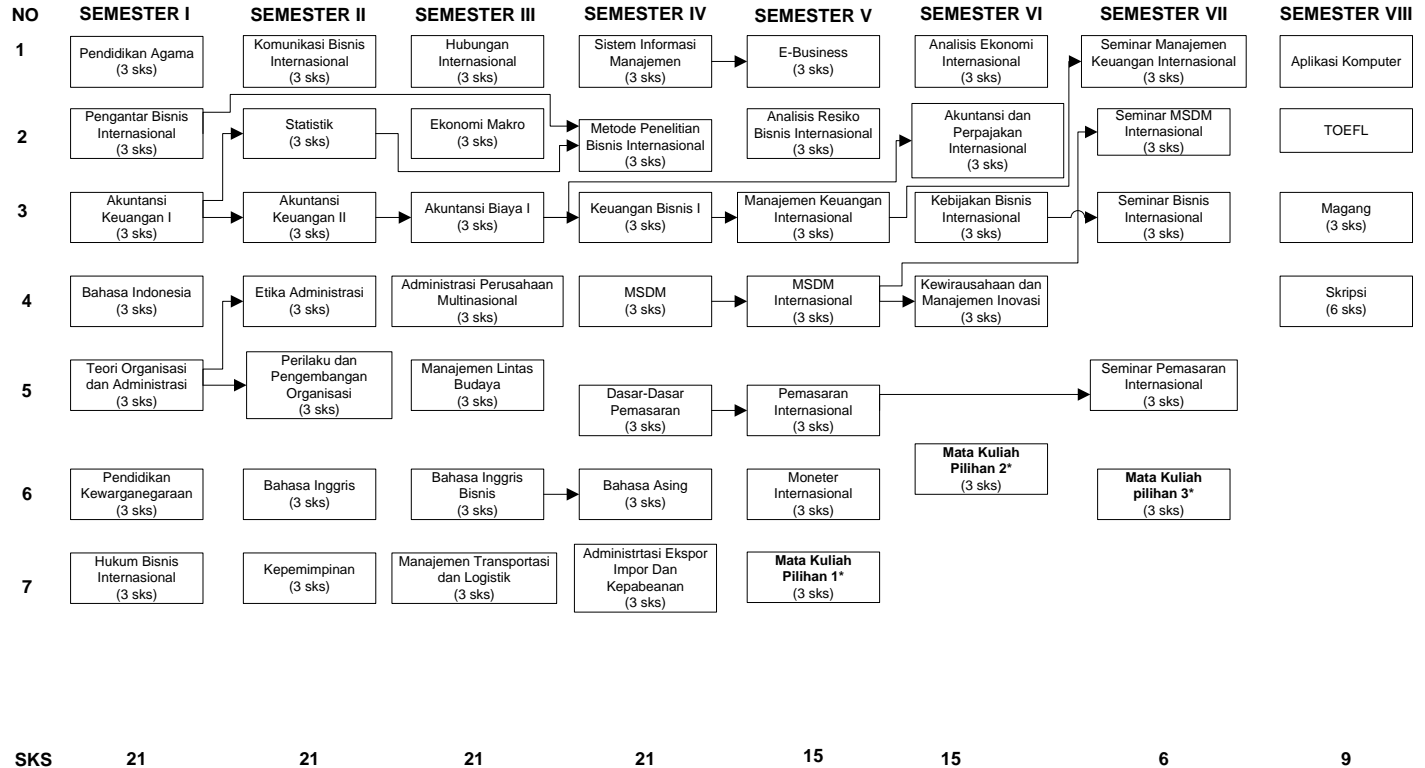 NO SEMESTER I SEMESTER II SEMESTER III SEMESTER IV SEMESTER V SEMESTER VI SEMESTER VII SEMESTER VIII
1
Pendidikan Agama
(3 sks)
Komunikasi Bisnis
Internasional
(3 sks)
Hubungan
Internasional
(3 sks)
Sistem Informasi
Manajemen
(3 sks)
E-Business
(3 sks)
Analisis Ekonomi
Internasional
(3 sks)
Seminar Manajemen
Keuangan Internasional
(3 sks)
Aplikasi Komputer
2
Pengantar Bisnis
Internasional
(3 sks)
Statistik
(3 sks)
Ekonomi Makro
(3 sks)
Metode Penelitian
Bisnis Internasional
(3 sks)
Analisis Resiko
Bisnis Internasional
(3 sks)
Akuntansi dan
Perpajakan
Internasional
(3 sks)
Seminar MSDM
Internasional
(3 sks)
TOEFL
3
Akuntansi
Keuangan I
(3 sks)
Akuntansi
Keuangan II
(3 sks)
Akuntansi Biaya I
(3 sks)
Keuangan Bisnis I
(3 sks)
Manajemen Keuangan
Internasional
(3 sks)
Kebijakan Bisnis
Internasional
(3 sks)
Seminar Bisnis
Internasional
(3 sks)
Magang
(3 sks)
4
Bahasa Indonesia
(3 sks)
Etika Administrasi
(3 sks)
Administrasi Perusahaan
Multinasional
(3 sks)
MSDM
(3 sks)
MSDM
Internasional
(3 sks)
Kewirausahaan dan
Manajemen Inovasi
(3 sks)
Skripsi
(6 sks)
5
Teori Organisasi
dan Administrasi
(3 sks)
Perilaku dan
Pengembangan
Organisasi
(3 sks)
Manajemen Lintas
Budaya
(3 sks)
Dasar-Dasar
Pemasaran
(3 sks)
Pemasaran
Internasional
(3 sks)
Seminar Pemasaran
Internasional
(3 sks)
6
Pendidikan
Kewarganegaraan
(3 sks)
Bahasa Inggris
(3 sks)
Bahasa Inggris
Bisnis
(3 sks)
Bahasa Asing
(3 sks)
Moneter
Internasional
(3 sks)
Mata Kuliah
Pilihan 2*
(3 sks)
Mata Kuliah
pilihan 3*
(3 sks)
7
Hukum Bisnis
Internasional
(3 sks)
Kepemimpinan
(3 sks)
Manajemen Transportasi
dan Logistik
(3 sks)
Administrtasi Ekspor
Impor Dan
Kepabeanan
(3 sks)
Mata Kuliah
Pilihan 1*
(3 sks)
SKS 21 21 21 21 15 15 6 9